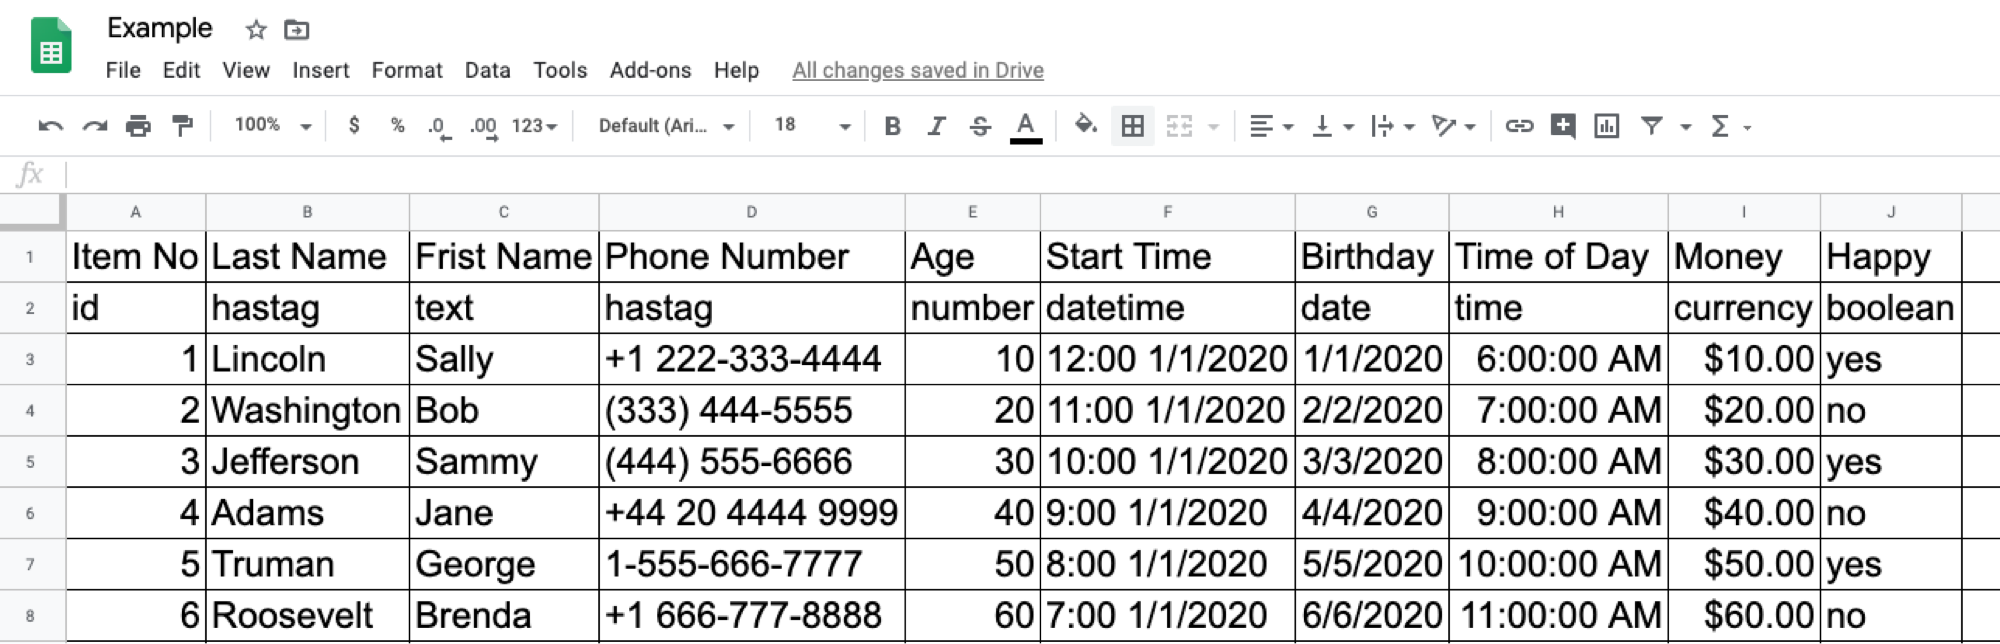 Example
File Edit View Insert Format Data Tools Add-ons Help All changes saved in Drive
100% $ % .0 .00 123 Default (Ari... 18 B I S A Σ
fx
A B C D E F G H I J
1 Item No Last Name Frist Name Phone Number Age Start Time Birthday Time of Day Money Happy
2 id hastag text hastag number datetime date time currency boolean
3 1 Lincoln Sally +1 222-333-4444 10 12:00 1/1/2020 1/1/2020 6:00:00 AM $10.00 yes
4 2 Washington Bob (333) 444-5555 20 11:00 1/1/2020 2/2/2020 7:00:00 AM $20.00 no
5 3 Jefferson Sammy (444) 555-6666 30 10:00 1/1/2020 3/3/2020 8:00:00 AM $30.00 yes
6 4 Adams Jane +44 20 4444 9999 40 9:00 1/1/2020 4/4/2020 9:00:00 AM $40.00 no
7 5 Truman George 1-555-666-7777 50 8:00 1/1/2020 5/5/2020 10:00:00 AM $50.00 yes
8 6 Roosevelt Brenda +1 666-777-8888 60 7:00 1/1/2020 6/6/2020 11:00:00 AM $60.00 no